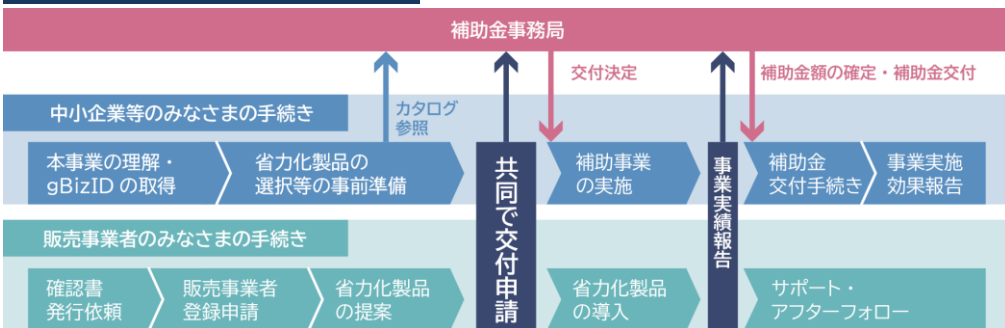 補助金事務局
交付決定
補助金額の確定・補助金交付
中小企業等のみなさまの手続き
カタログ
参照
本事業の理解・
gBizID の取得
省力化製品の
選択等の事前準備
共同で交付申請
補助事業
の実施
事業実績報告
補助金
交付手続き
事業実施
効果報告
販売事業者のみなさまの手続き
確認書
発行依頼
販売事業者
登録申請
省力化製品
の提案
省力化製品
の導入
サポート・
アフターフォロー